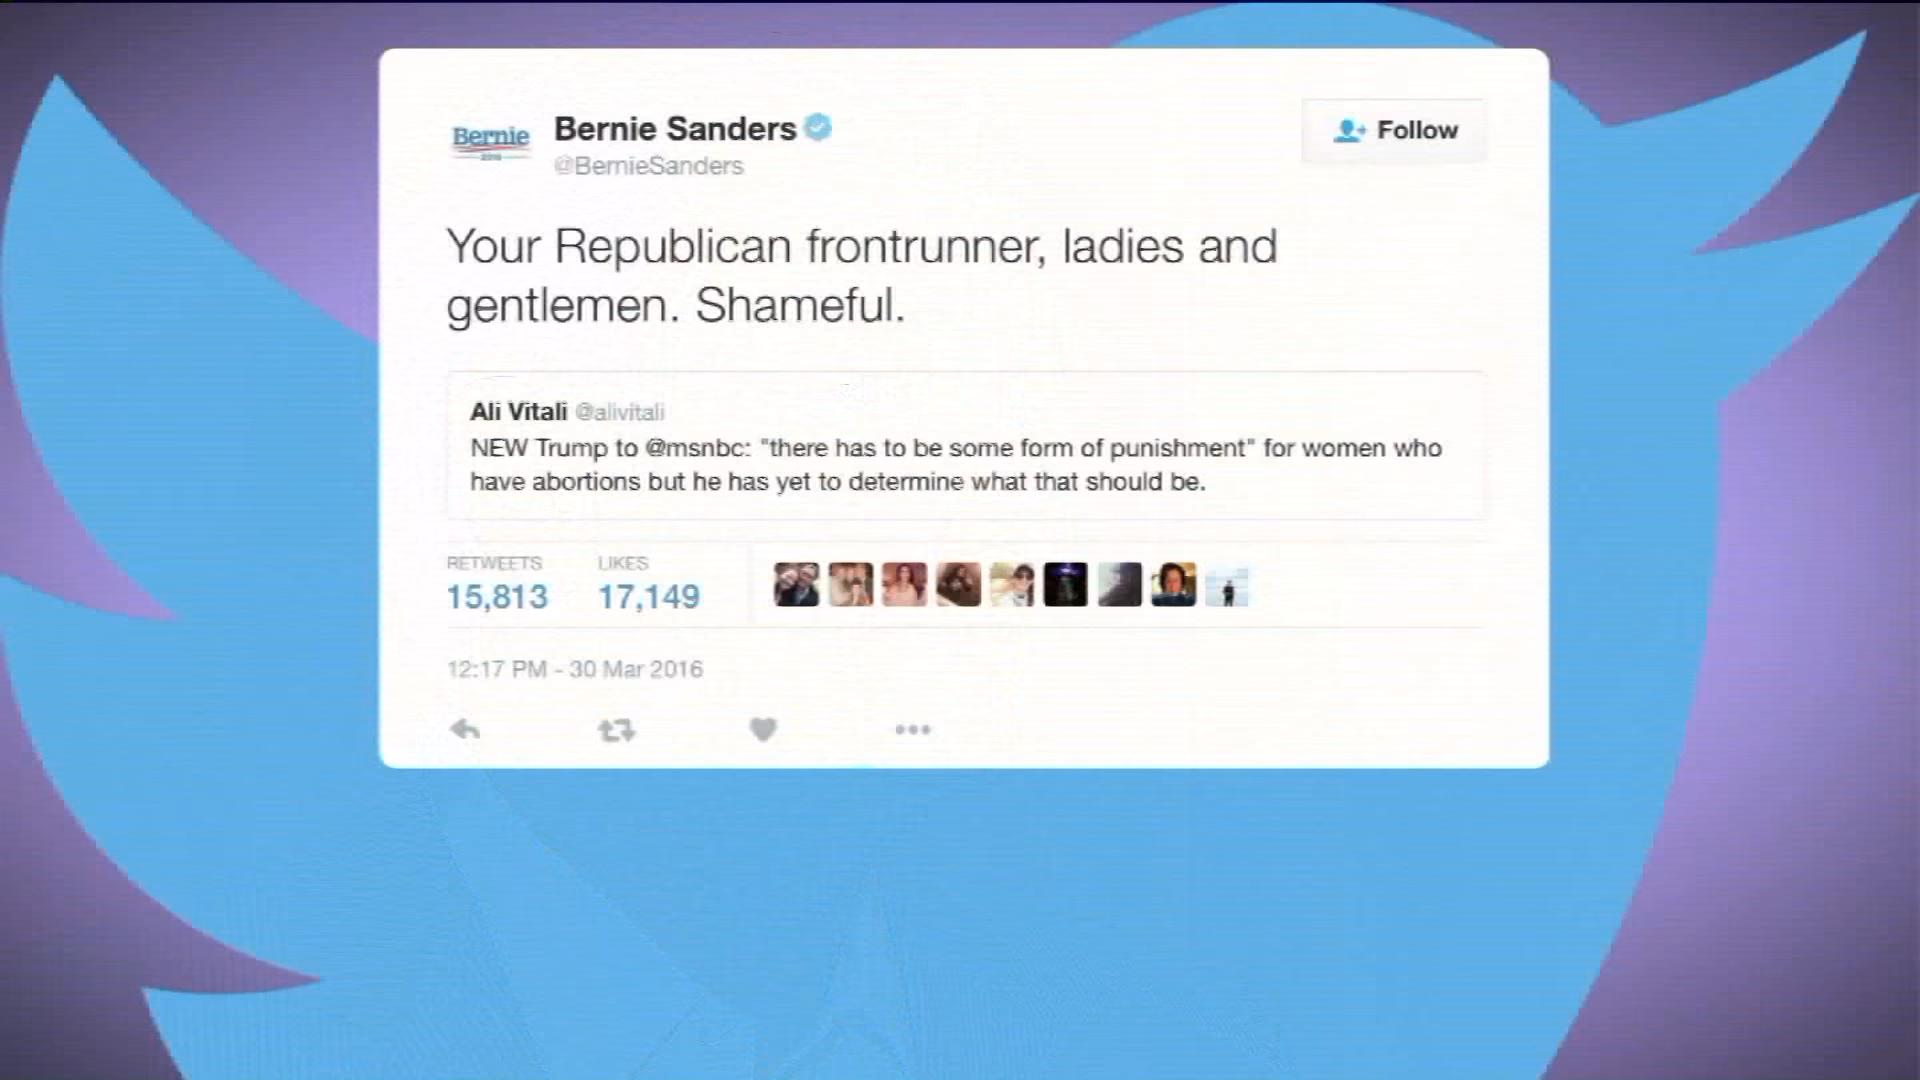 Bernie
2016
Bernie Sanders
@BernieSanders
Follow
Your Republican frontrunner, ladies and
gentlemen. Shameful.
Ali Vitali @alivitali
NEW Trump to @msnbc: "there has to be some form of punishment" for women who
have abortions but he has yet to determine what that should be.
RETWEETS LIKES
15,813 17,149
12:17 PM - 30 Mar 2016